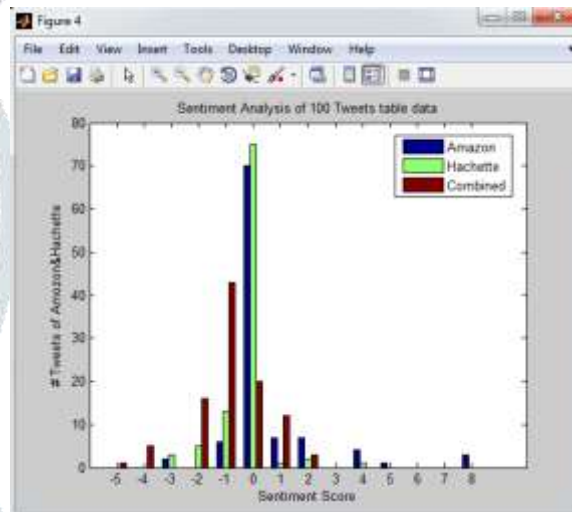 Figure 4
File Edit View Insert Tools Desktop Window Help
Sentiment Analysis of 100 Tweets table data
80
70
60
50
40
30
20
10
0
# Tweets of Amazon&Hachette
Amazon
Hachette
Combined
-5 -4 -3 -2 -1 0 1 2 3 4 5 6 7 8
Sentiment Score